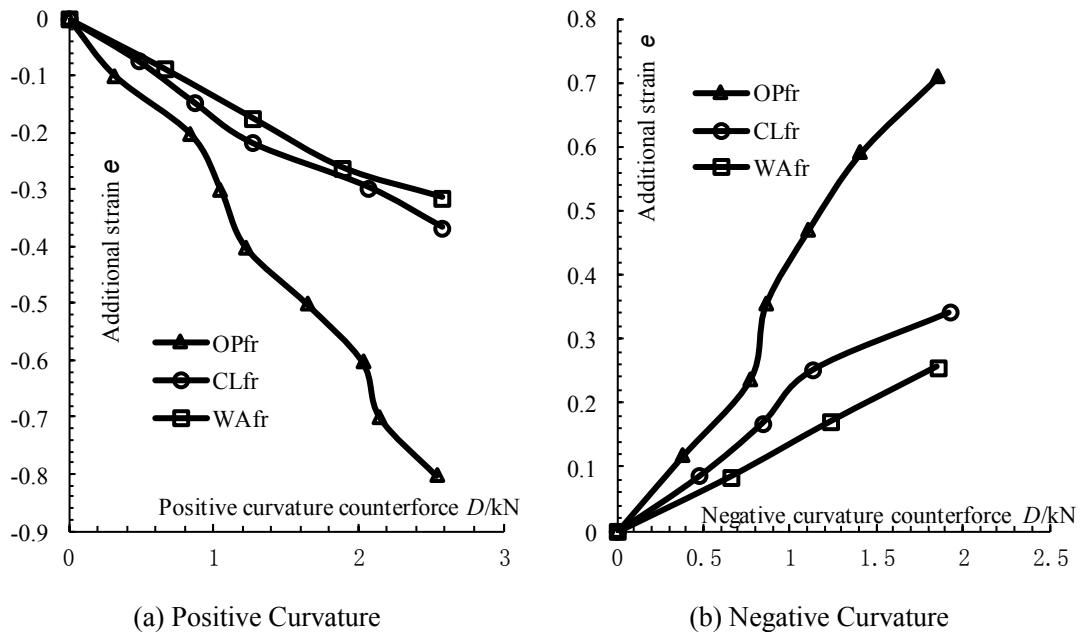 0
-0.1
-0.2
-0.3
-0.4
-0.5
-0.6
-0.7
-0.8
-0.9
Additional strain e
OPfr
CLfr
WAfr
Positive curvature counterforce D/kN
0 1 2 3
(a) Positive Curvature
0.8
0.7
0.6
0.5
0.4
0.3
0.2
0.1
0
Additional strain e
OPfr
CLfr
WAfr
Negative curvature counterforce D/kN
0 0.5 1 1.5 2 2.5
(b) Negative Curvature